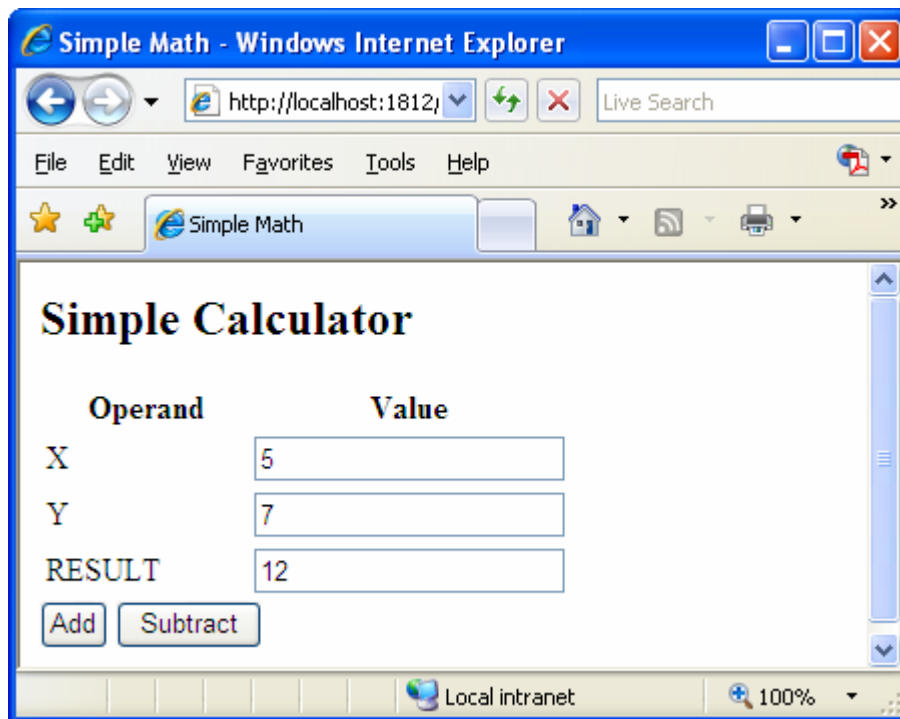 Simple Math - Windows Internet Explorer
http://localhost:1812/
Live Search
File Edit View Favorites Tools Help
Simple Math
»
Simple Calculator
Operand Value
X 5
Y 7
RESULT 12
Add Subtract
Local intranet 100%